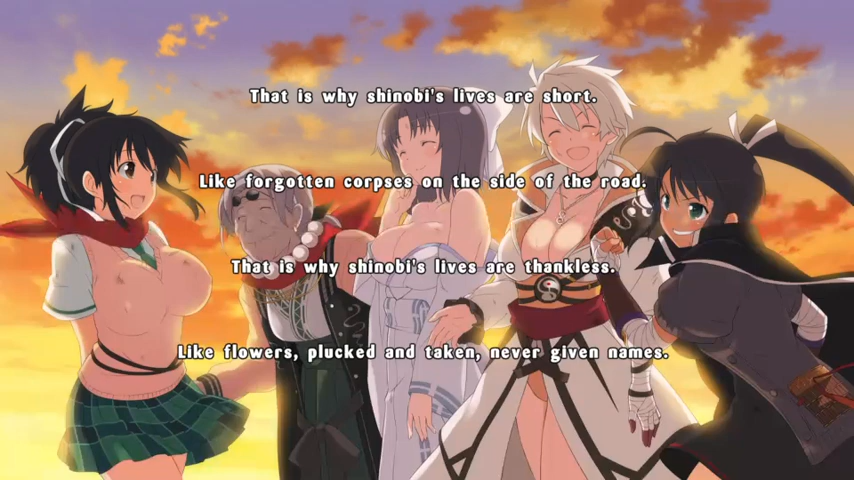 That is why shinobi's lives are short.
Like forgotten corpses on the side of the road.
That is why shinobi's lives are thankless.
Like flowers, plucked and taken, never given names.